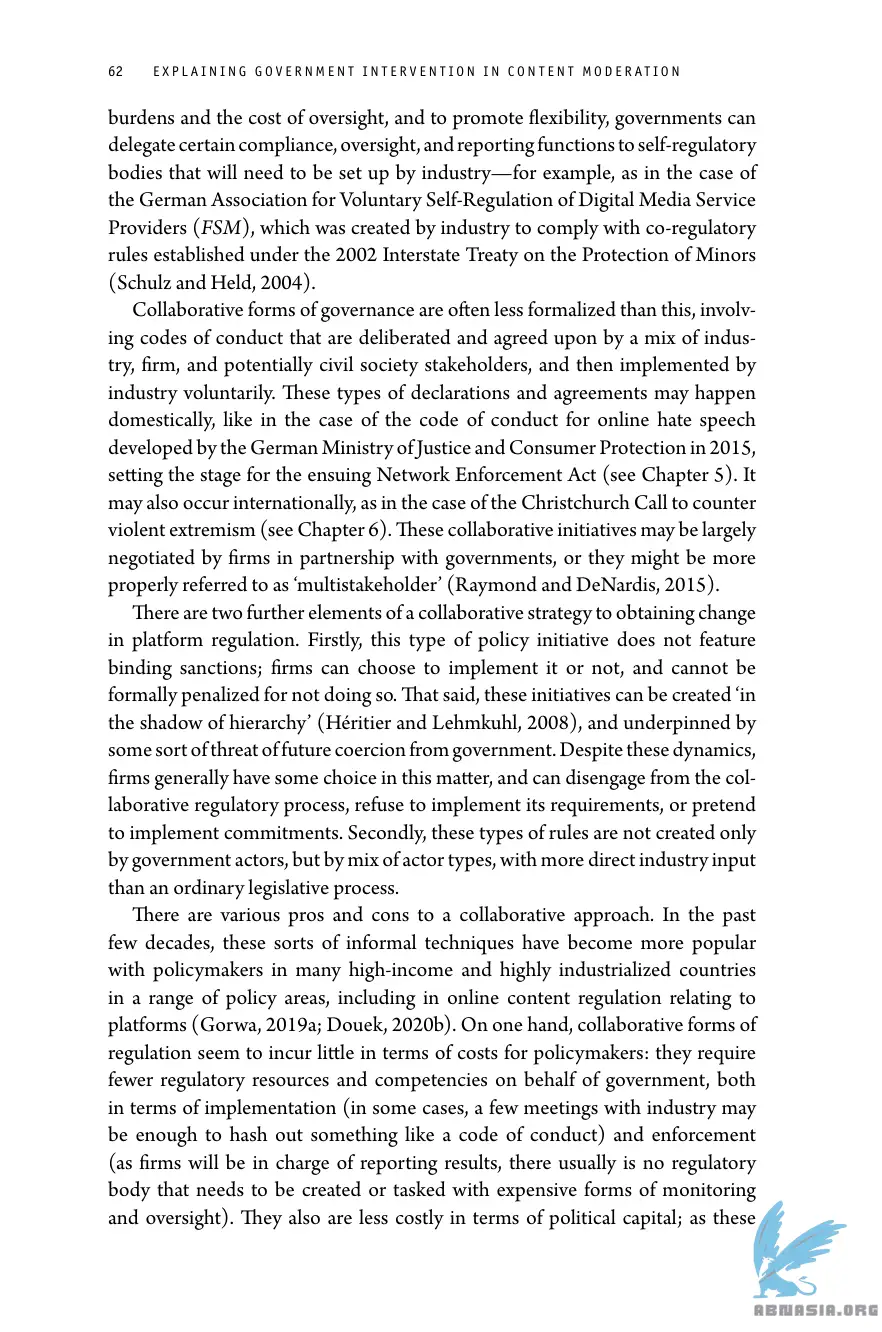 62 EXPLAINING GOVERNMENT INTERVENTION IN CONTENT MODERATION
burdens and the cost of oversight, and to promote flexibility, governments can
delegate certain compliance, oversight, and reporting functions to self-regulatory
bodies that will need to be set up by industry—for example, as in the case of
the German Association for Voluntary Self-Regulation of Digital Media Service
Providers (FSM), which was created by industry to comply with co-regulatory
rules established under the 2002 Interstate Treaty on the Protection of Minors
(Schulz and Held, 2004).
Collaborative forms of governance are often less formalized than this, involv-
ing codes of conduct that are deliberated and agreed upon by a mix of indus-
try, firm, and potentially civil society stakeholders, and then implemented by
industry voluntarily. These types of declarations and agreements may happen
domestically, like in the case of the code of conduct for online hate speech
developed by the German Ministry of Justice and Consumer Protection in 2015,
setting the stage for the ensuing Network Enforcement Act (see Chapter 5). It
may also occur internationally, as in the case of the Christchurch Call to counter
violent extremism (see Chapter 6). These collaborative initiatives may be largely
negotiated by firms in partnership with governments, or they might be more
properly referred to as ‘multistakeholder’ (Raymond and DeNardis, 2015).
There are two further elements of a collaborative strategy to obtaining change
in platform regulation. Firstly, this type of policy initiative does not feature
binding sanctions; firms can choose to implement it or not, and cannot be
formally penalized for not doing so. That said, these initiatives can be created ‘in
the shadow of hierarchy’ (Héritier and Lehmkuhl, 2008), and underpinned by
some sort of threat of future coercion from government. Despite these dynamics,
firms generally have some choice in this matter, and can disengage from the col-
laborative regulatory process, refuse to implement its requirements, or pretend
to implement commitments. Secondly, these types of rules are not created only
by government actors, but by mix of actor types, with more direct industry input
than an ordinary legislative process.
There are various pros and cons to a collaborative approach. In the past
few decades, these sorts of informal techniques have become more popular
with policymakers in many high-income and highly industrialized countries
in a range of policy areas, including in online content regulation relating to
platforms (Gorwa, 2019a; Douek, 2020b). On one hand, collaborative forms of
regulation seem to incur little in terms of costs for policymakers: they require
fewer regulatory resources and competencies on behalf of government, both
in terms of implementation (in some cases, a few meetings with industry may
be enough to hash out something like a code of conduct) and enforcement
(as firms will be in charge of reporting results, there usually is no regulatory
body that needs to be created or tasked with expensive forms of monitoring
and oversight). They also are less costly in terms of political capital; as these
ABNASIA.ORG